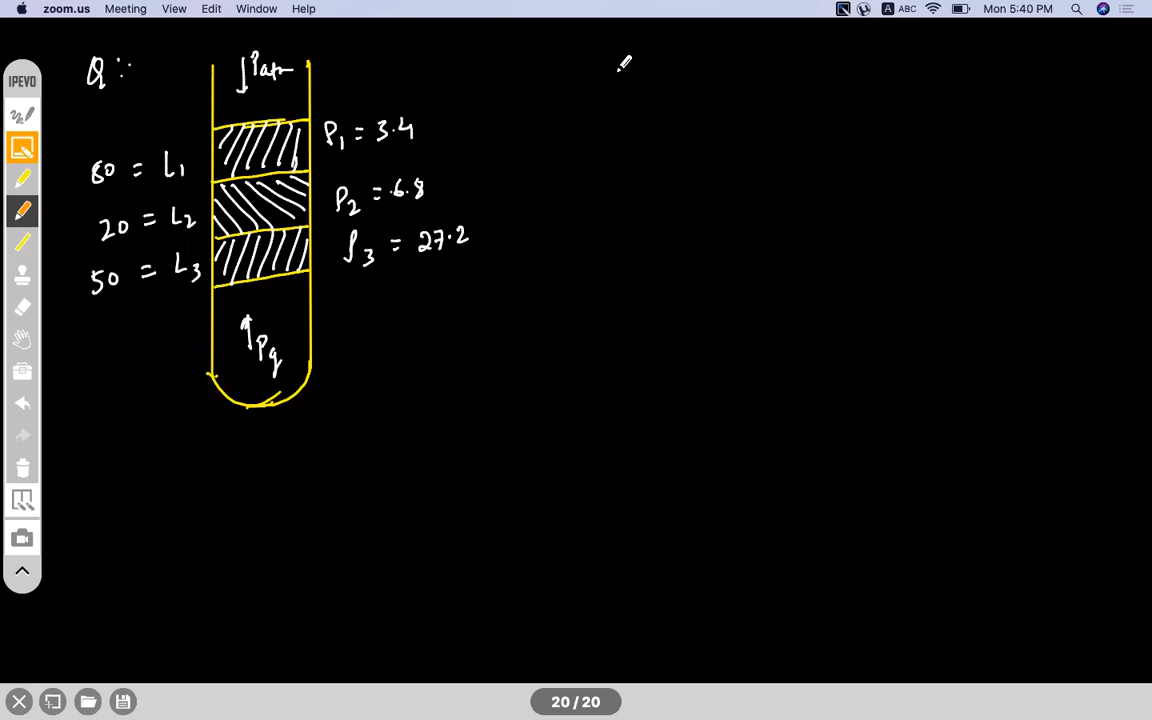 zoom.us Meeting View Edit Window Help A ABC Mon 5:40 PM
IPEVO
Q:
↓Patm
80 = L₁
P₁ = 3.4
20 = L₂
P₂ = 6.8
50 = L₃
ρ₃ = 27.2
↑Pg
20 / 20